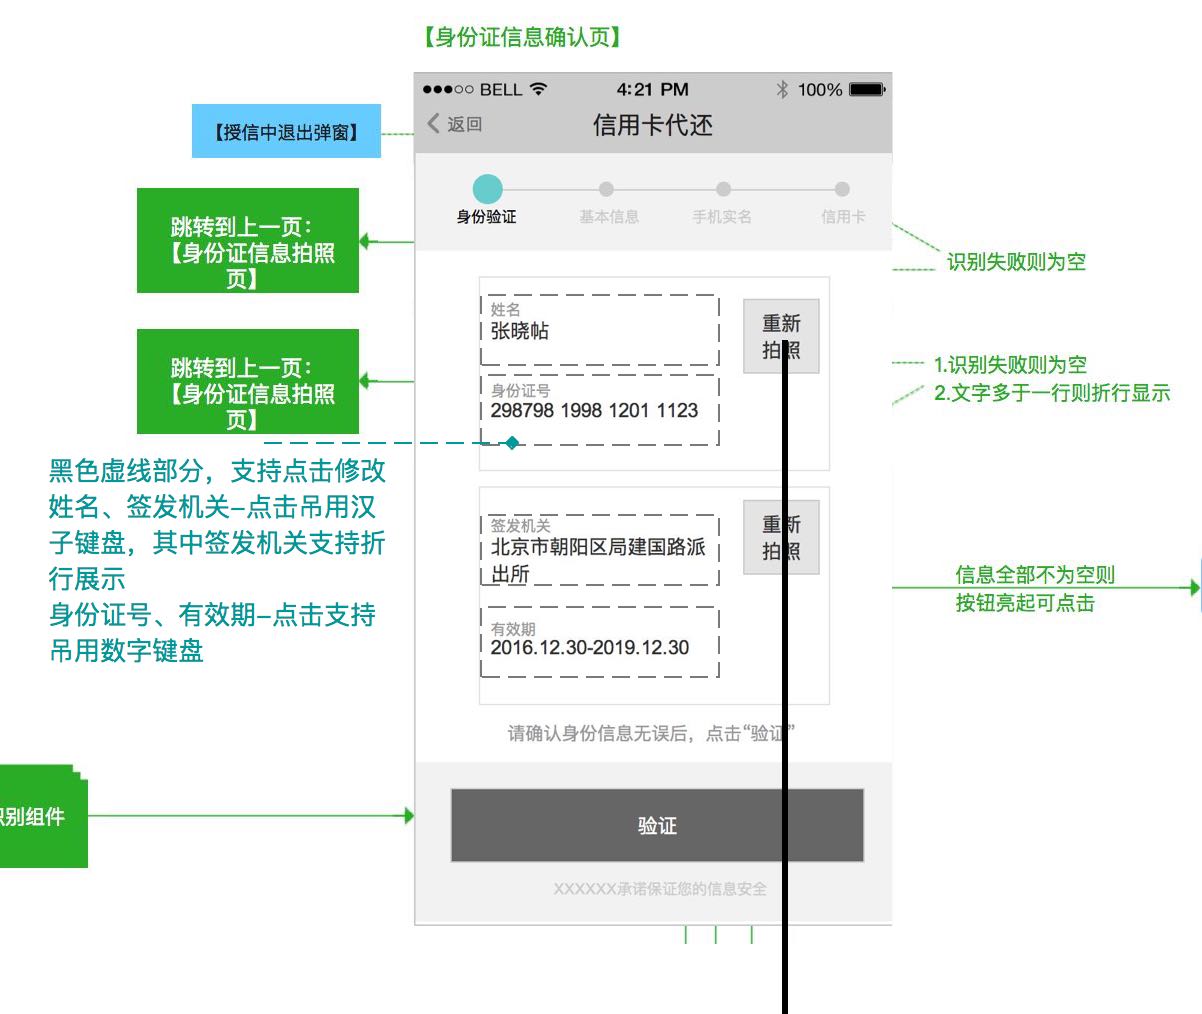 【身份证信息确认页】
BELL
4:21 PM
100%
返回
信用卡代还
【授信中退出弹窗】
跳转到上一页：
【身份证信息拍照
页】
跳转到上一页：
【身份证信息拍照
页】
身份验证
基本信息
手机实名
信用卡
识别失败则为空
姓名
张晓帖
重新
拍照
身份证号
298798 1998 1201 1123
1.识别失败则为空
2.文字多于一行则折行显示
黑色虚线部分，支持点击修改
姓名、签发机关–点击吊用汉
子键盘，其中签发机关支持折
行展示
身份证号、有效期–点击支持
吊用数字键盘
签发机关
北京市朝阳区局建国路派
出所
重新
拍照
有效期
2016.12.30-2019.12.30
信息全部不为空则
按钮亮起可点击
请确认身份信息无误后，点击“验证”
别组件
验证
XXXXXX承诺保证您的信息安全